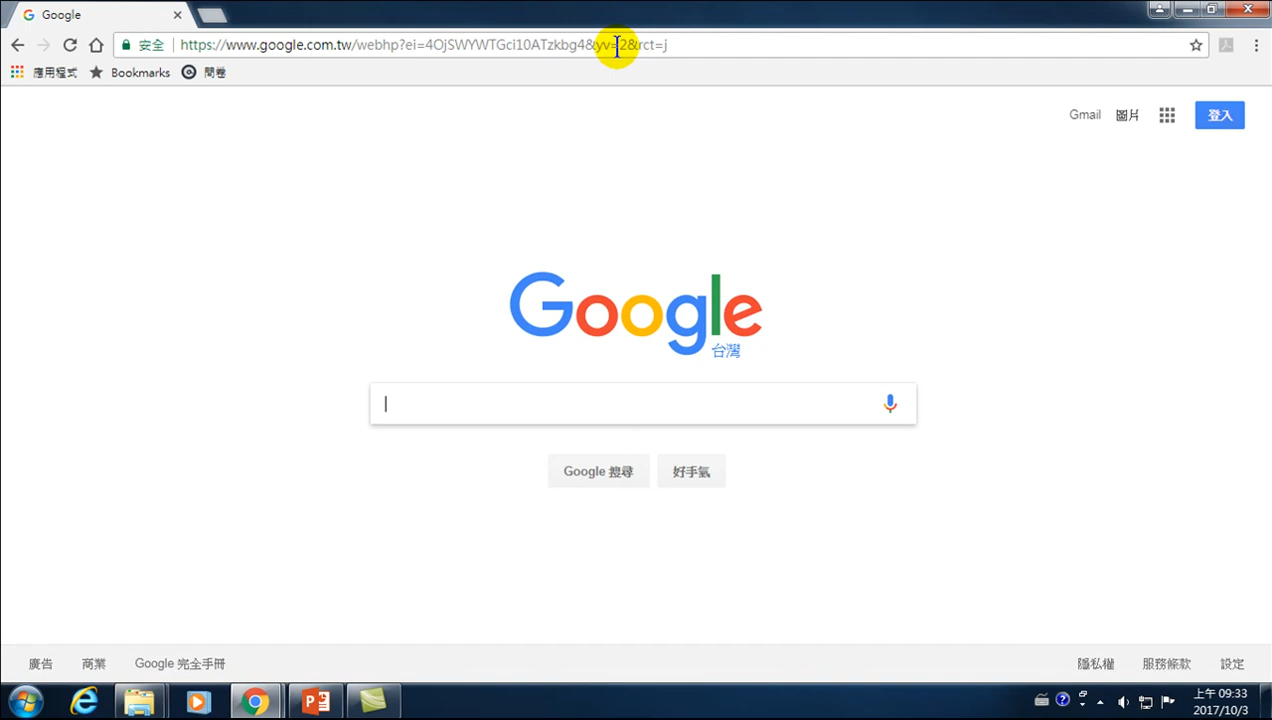 Google
安全 https://www.google.com.tw/webhp?ei=4OjSWYWTGci10ATzkbg4&yv=2&rct=j
應用程式 Bookmarks 問卷
Gmail 圖片 登入
Google
台灣
Google 搜尋 好手氣
廣告 商業 Google 完全手冊 隱私權 服務條款 設定
上午 09:33
2017/10/3